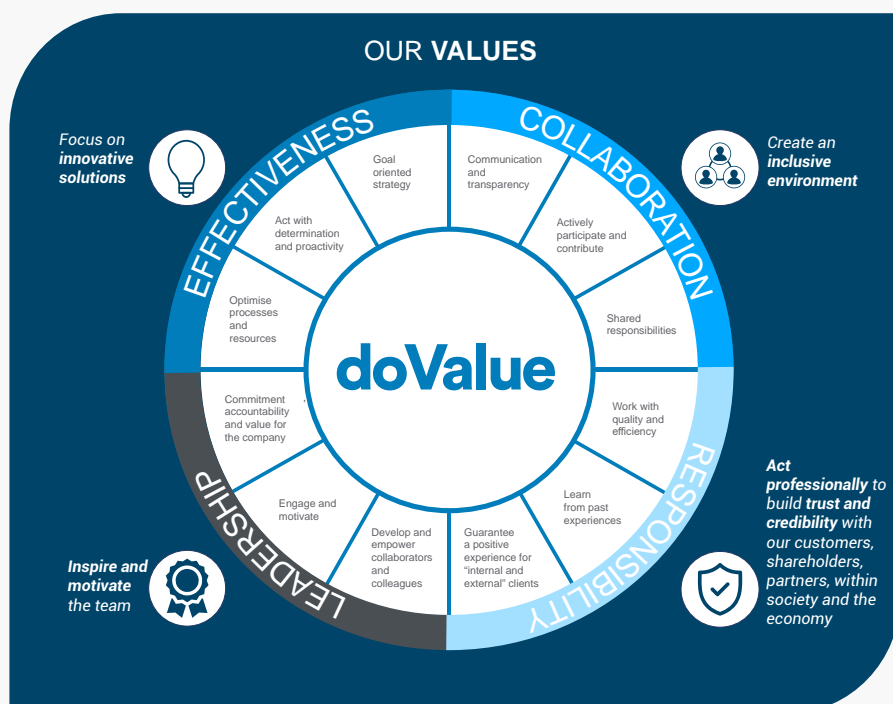 OUR VALUES
Focus on
innovative
solutions
EFFECTIVENESS
Goal
oriented
strategy
Act with
determination
and proactivity
Optimise
processes
and
resources
COLLABORATION
Communication
and
transparency
Actively
participate and
contribute
Shared
responsibilities
Create an
inclusive
environment
doValue
LEADERSHIP
Commitment
accountability
and value for
the company
Engage and
motivate
Develop and
empower
collaborators
and
colleagues
Inspire and
motivate
the team
RESPONSIBILITY
Work with
quality and
efficiency
Learn
from past
experiences
Guarantee
a positive
experience for
“internal and
external” clients
Act
professionally to
build trust and
credibility with
our customers,
shareholders,
partners, within
society and the
economy